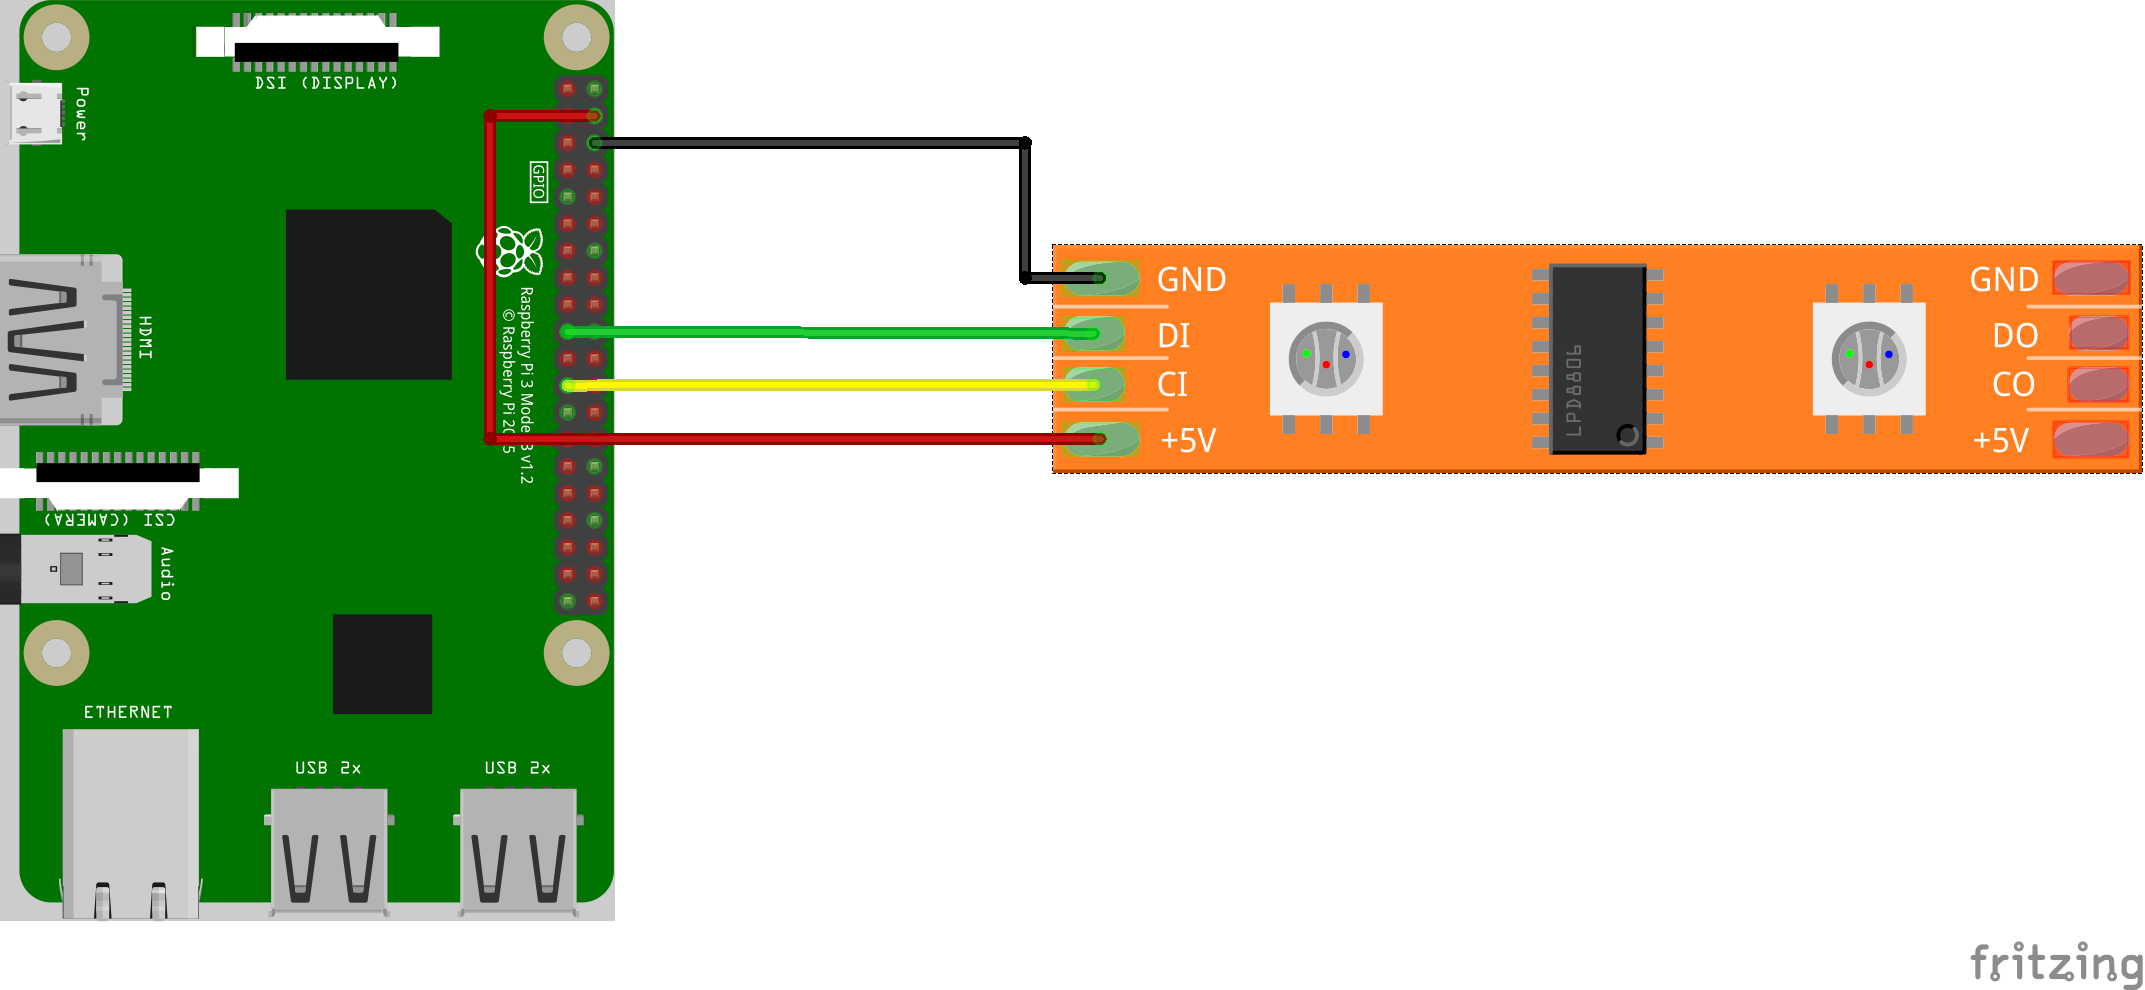 DSI (DISPLAY)
Power
GPIO
HDMI
Raspberry Pi 3 Model B v1.2
© Raspberry Pi 2015
CSI (CAMERA)
Audio
ETHERNET
USB 2x
USB 2x
GND
DI
CI
+5V
LPD8806
GND
DO
CO
+5V
fritzing